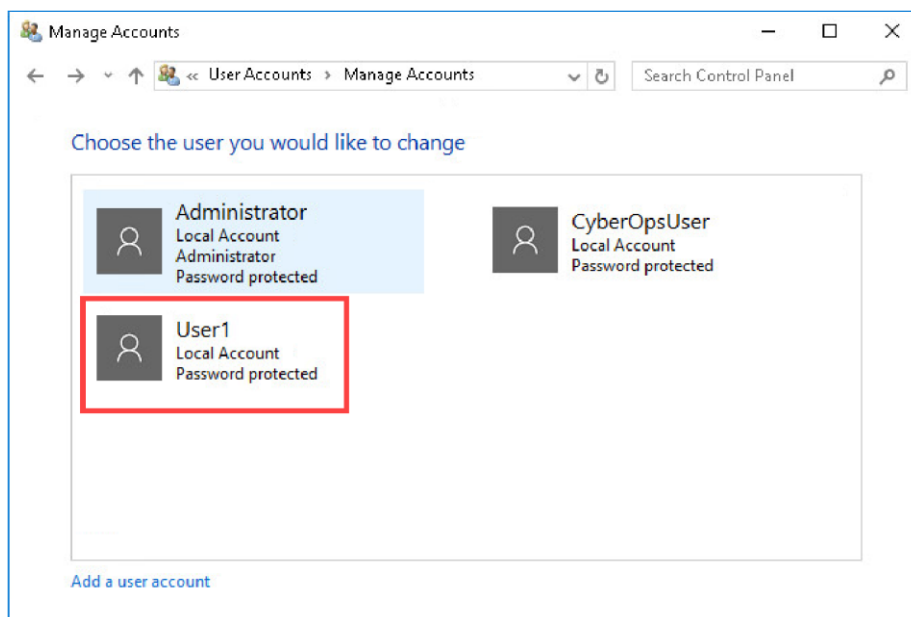 Manage Accounts
« User Accounts > Manage Accounts
Search Control Panel
Choose the user you would like to change
Administrator
Local Account
Administrator
Password protected
CyberOpsUser
Local Account
Password protected
User1
Local Account
Password protected
Add a user account